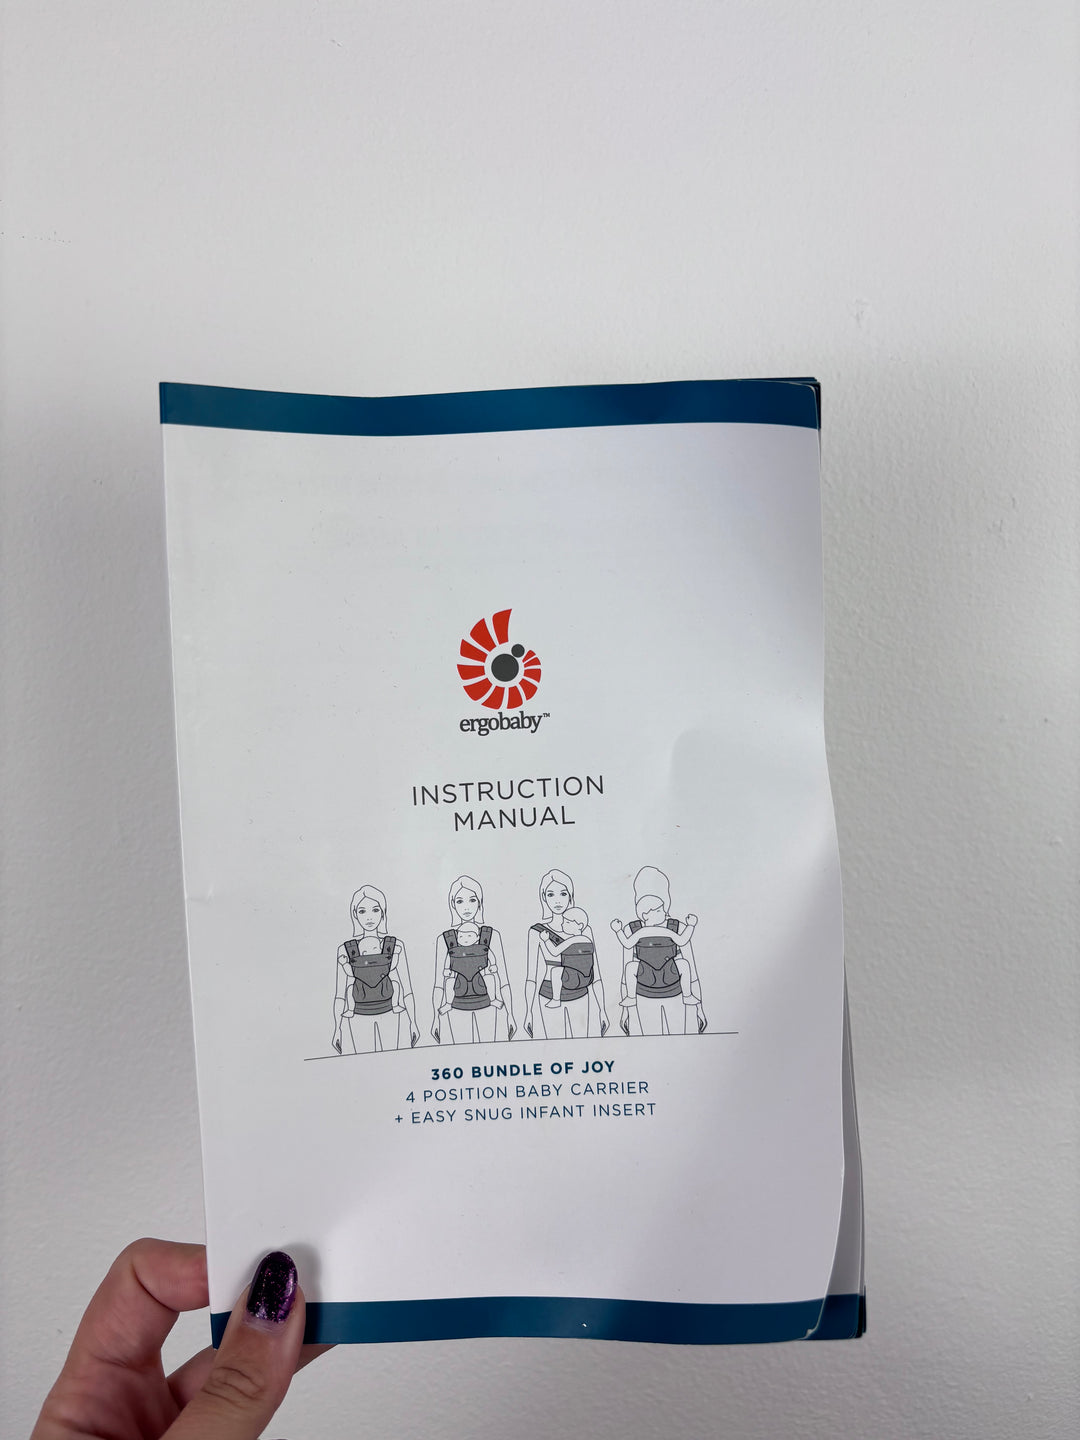 ergobaby™
INSTRUCTION
MANUAL
360 BUNDLE OF JOY
4 POSITION BABY CARRIER
+ EASY SNUG INFANT INSERT